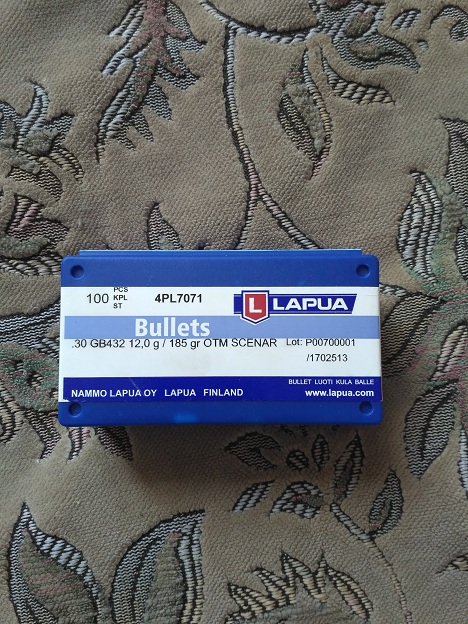 100 PCS KPL ST 4PL7071 L LAPUA
Bullets
.30 GB432 12,0 g / 185 gr OTM SCENAR Lot: P00700001
/1702513
BULLET LUOTI KULA BALLE
NAMMO LAPUA OY LAPUA FINLAND www.lapua.com